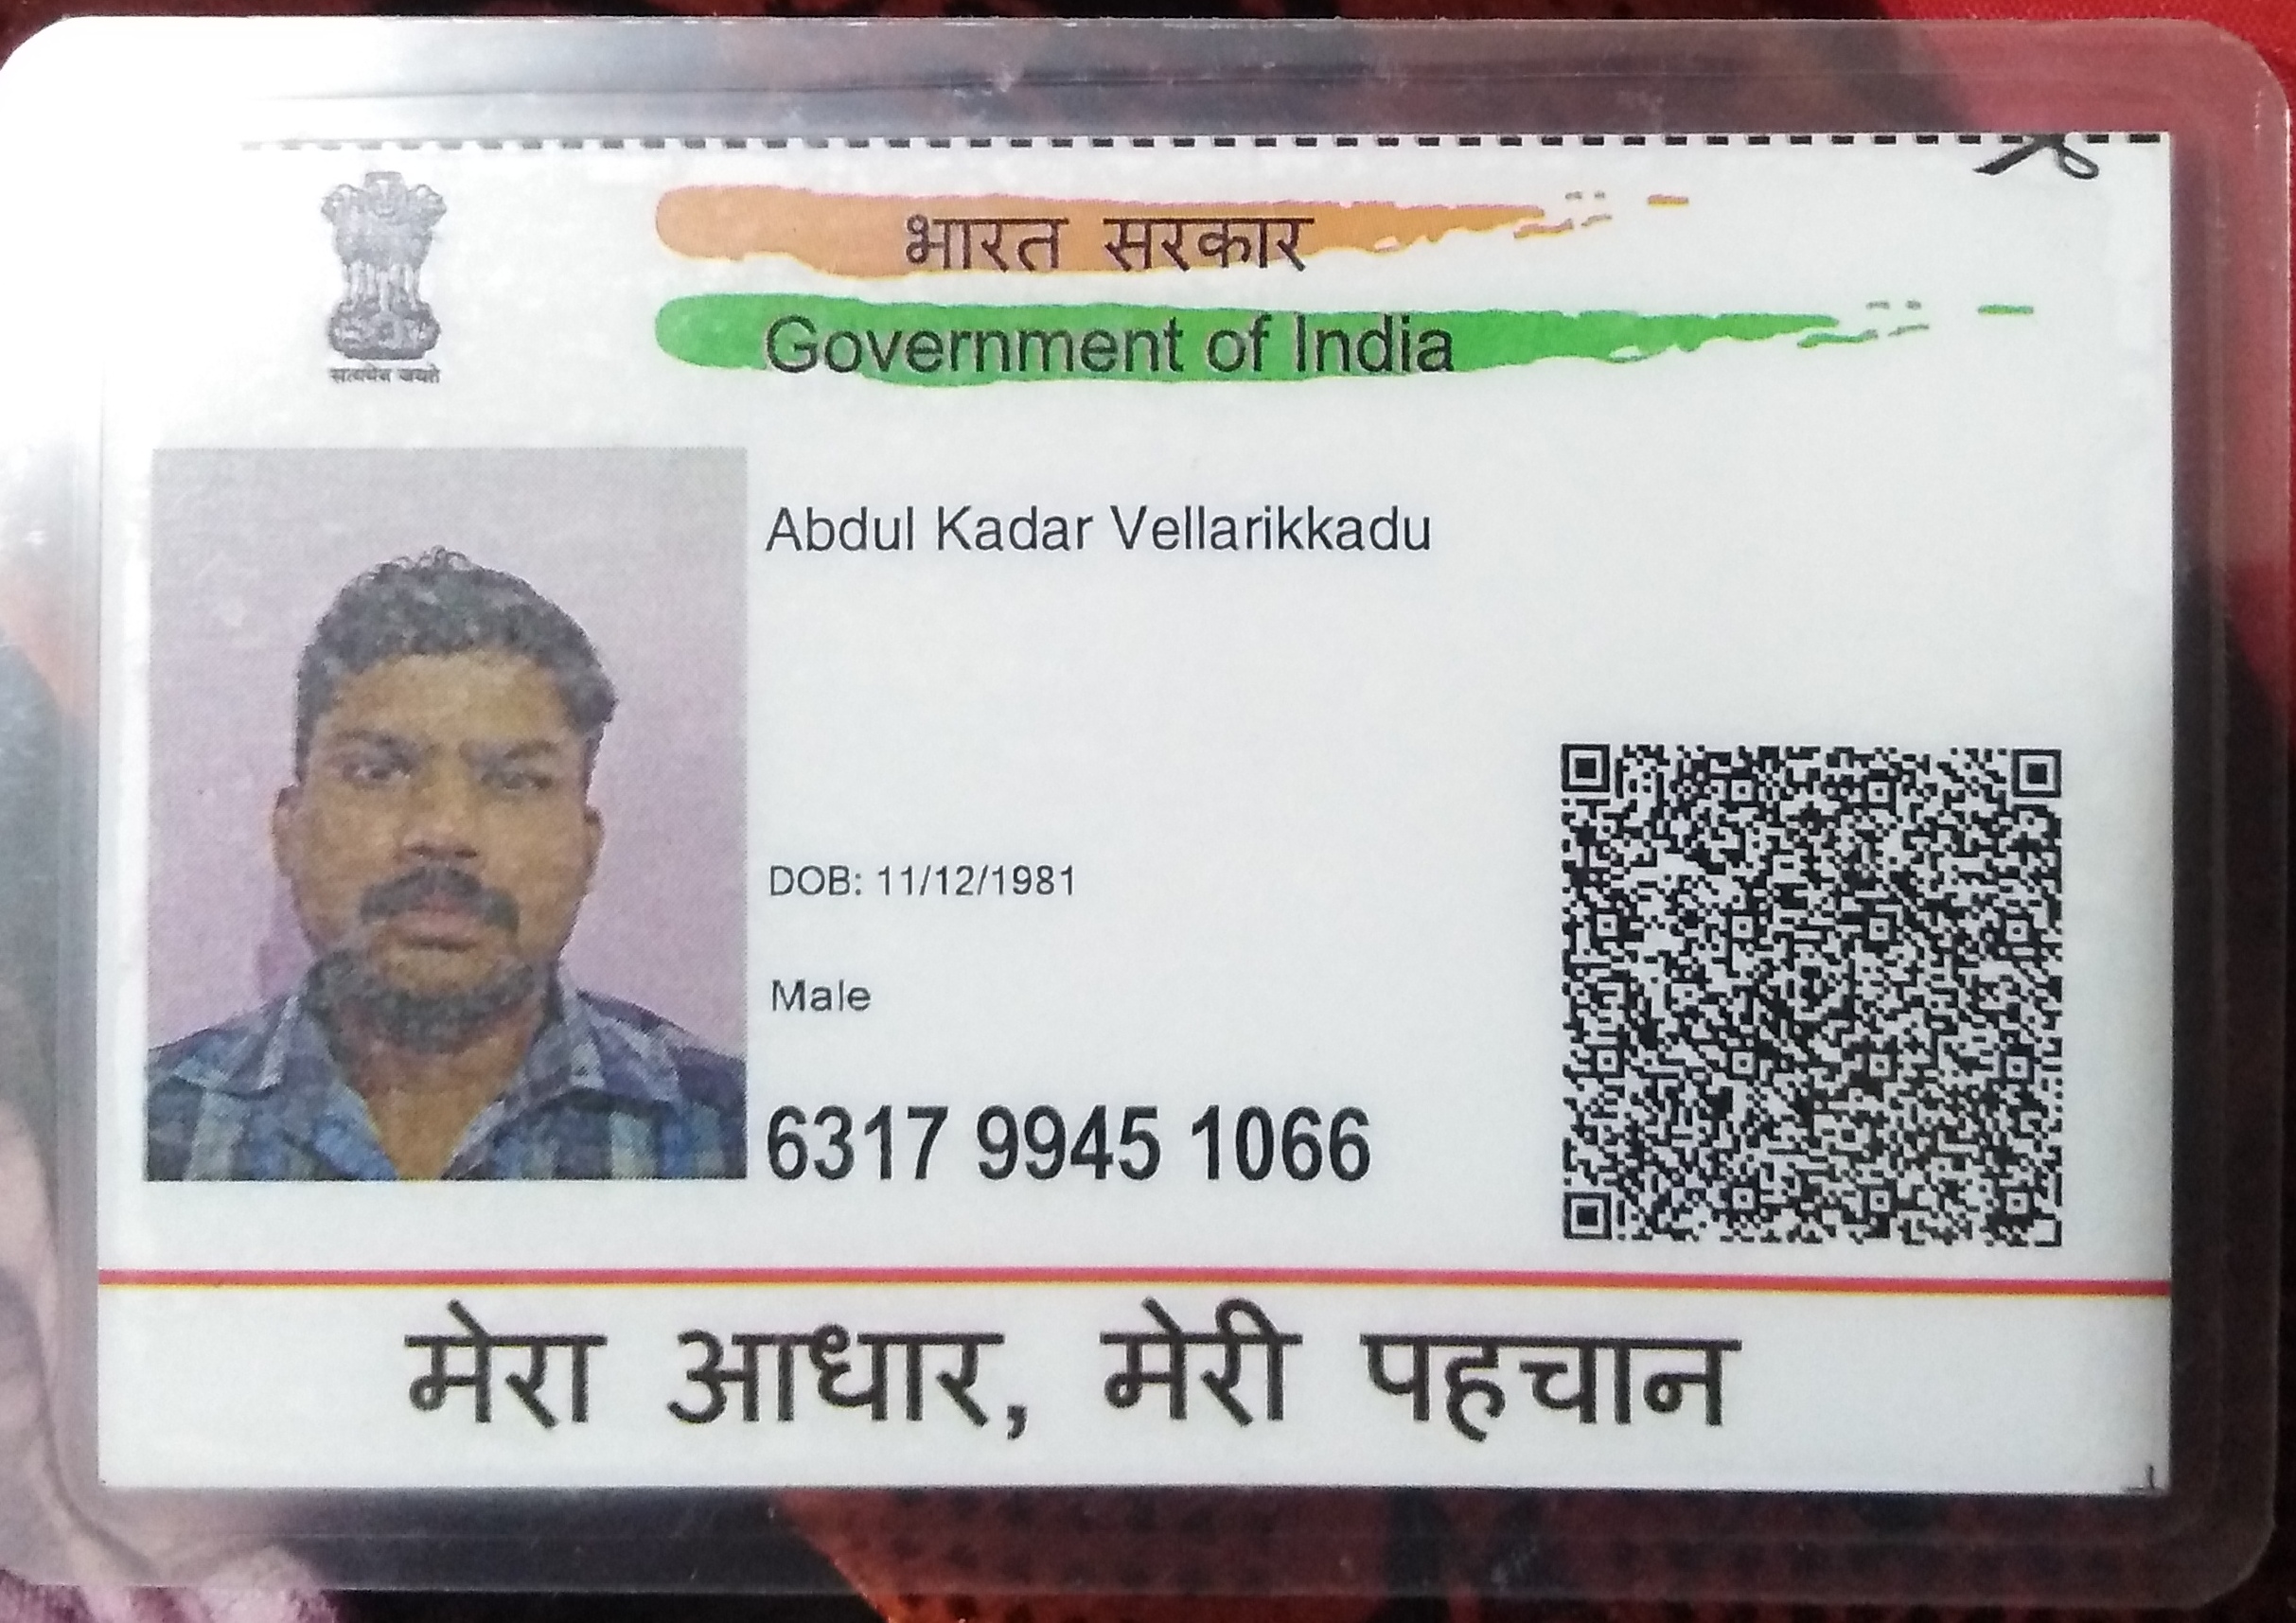 भारत सरकार
Government of India
सत्यमेव जयते
Abdul Kadar Vellarikkadu
DOB: 11/12/1981
Male
6317 9945 1066
मेरा आधार, मेरी पहचान